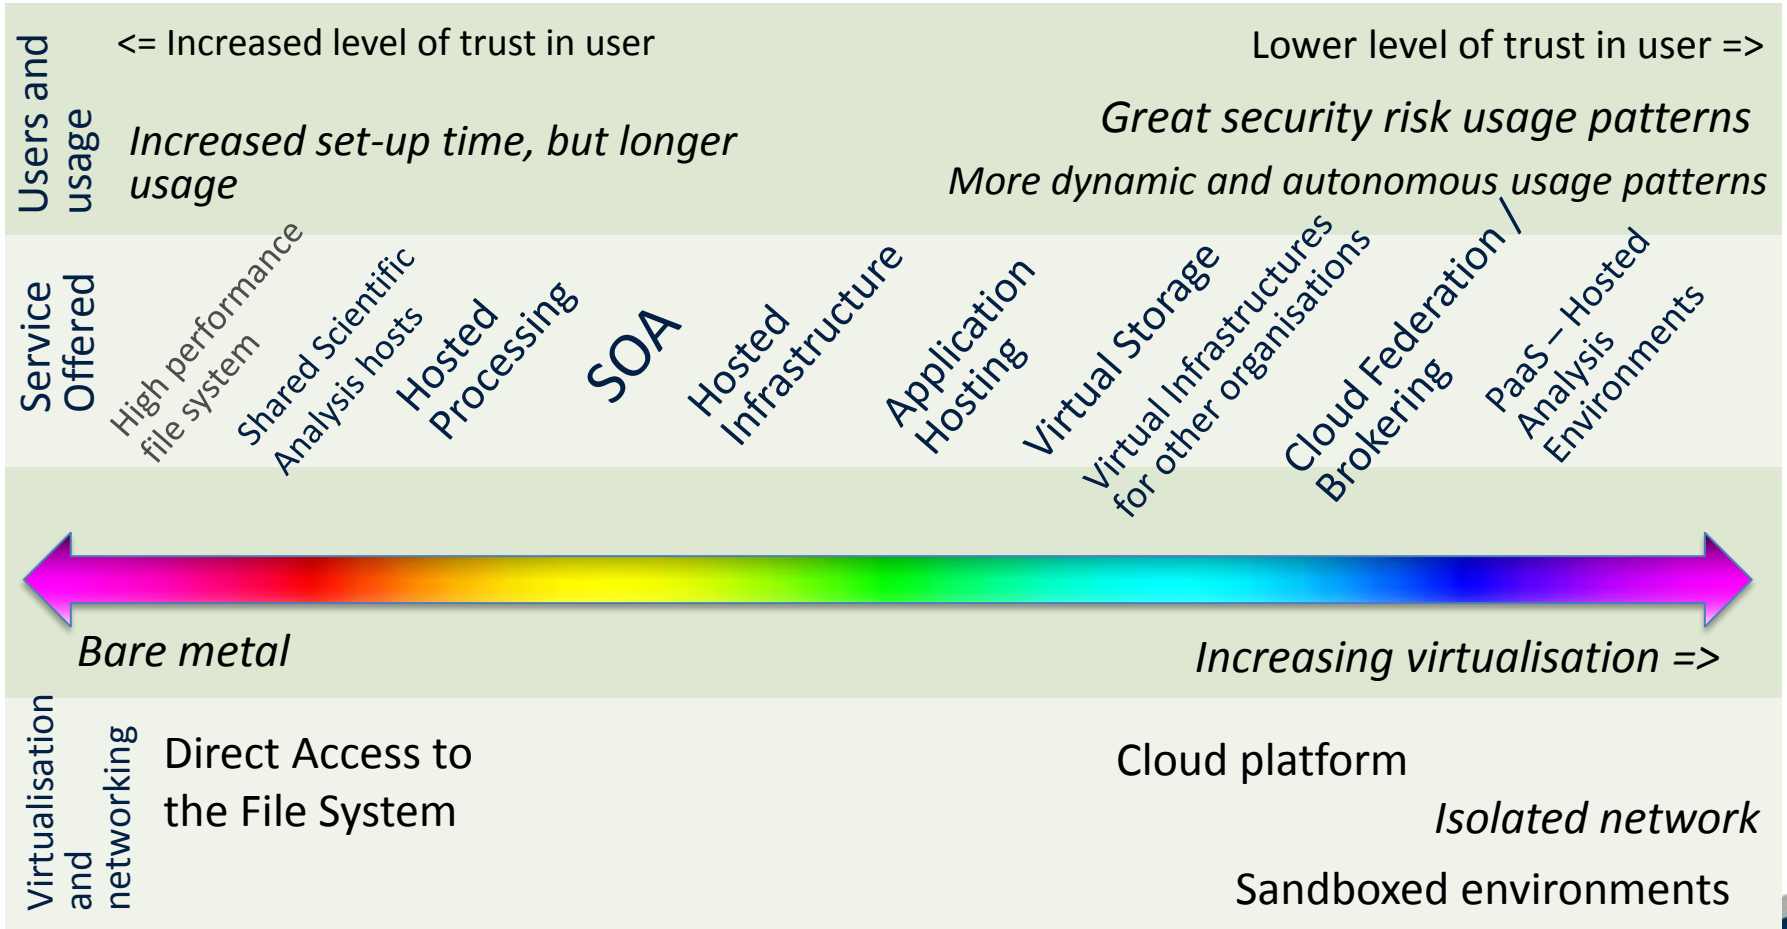 Users and
usage
<= Increased level of trust in user
Lower level of trust in user =>
Increased set-up time, but longer
usage
Great security risk usage patterns
More dynamic and autonomous usage patterns
Service
Offered
High performance
file system
Shared Scientific
Analysis hosts
Hosted
Processing
SOA
Hosted
Infrastructure
Application
Hosting
Virtual Storage
Virtual Infrastructures
for other organisations
Cloud Federation /
Brokering
PaaS – Hosted
Analysis
Environments
Bare metal
Increasing virtualisation =>
Virtualisation
and
networking
Direct Access to
the File System
Cloud platform
Isolated network
Sandboxed environments